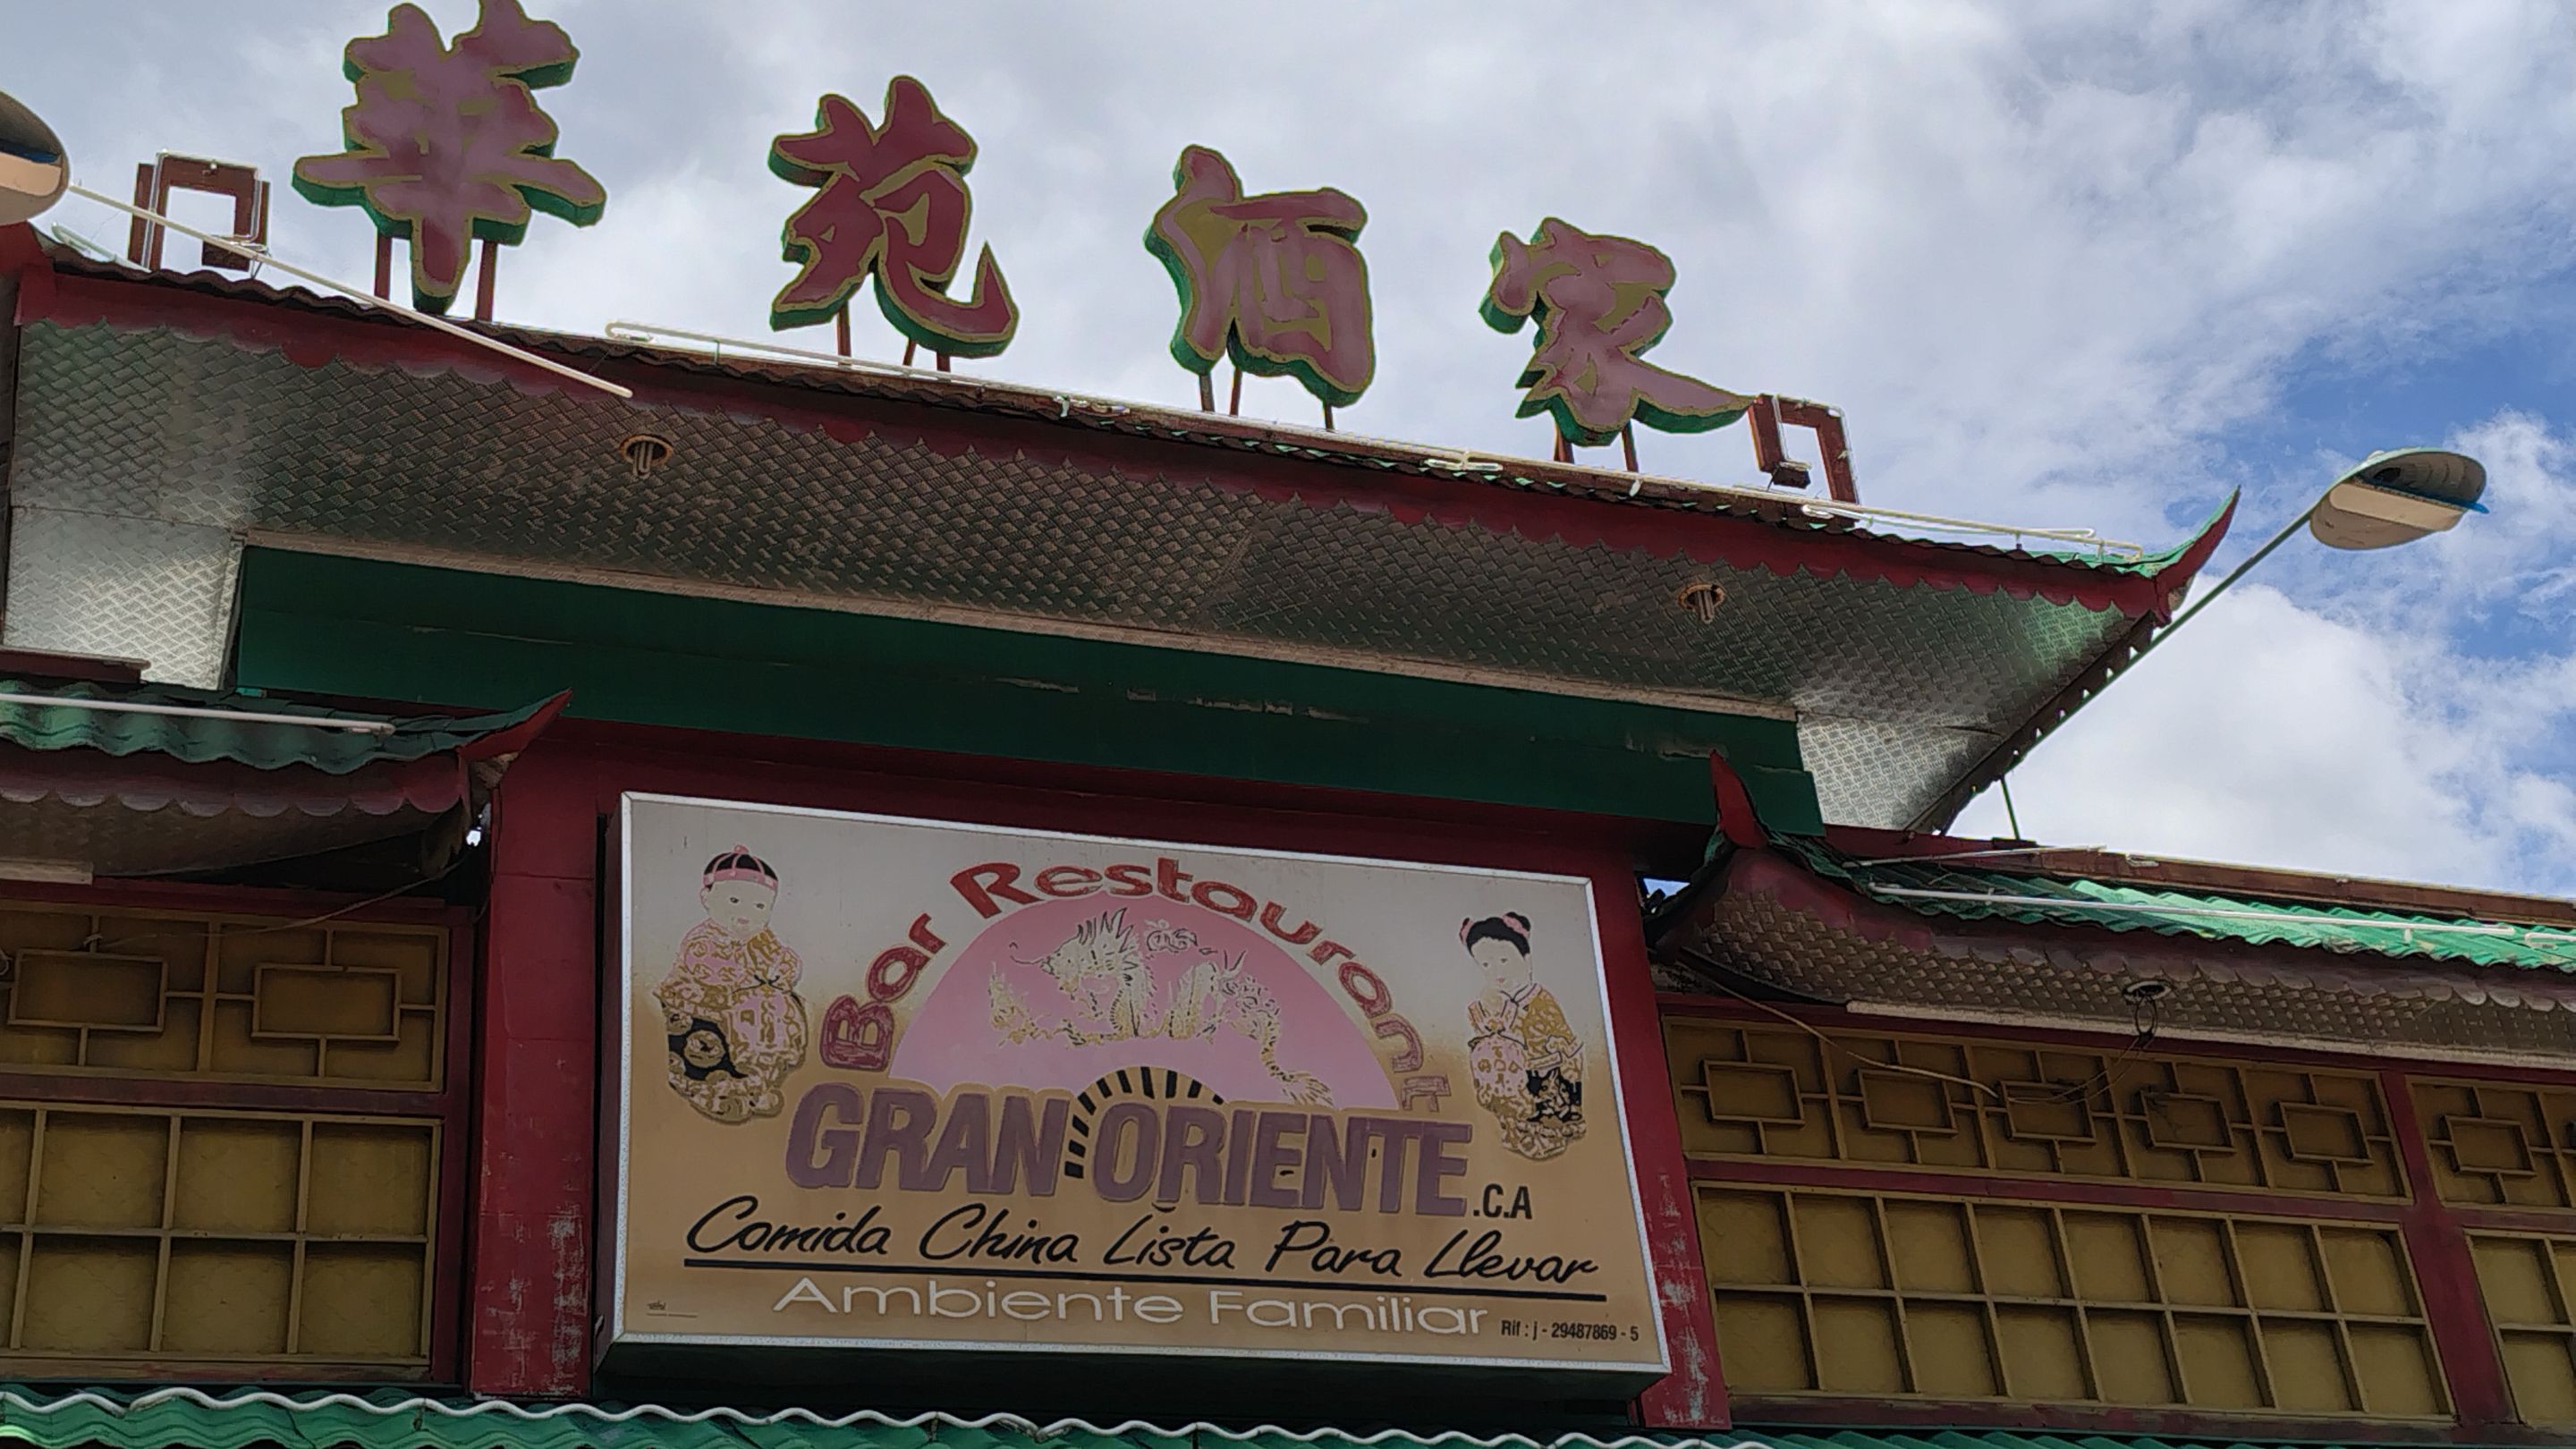 華苑酒家
Bar Restaurant
GRAN ORIENTE.C.A
Comida China Lista Para Llevar
Ambiente Familiar
Rif : j - 29487869 - 5